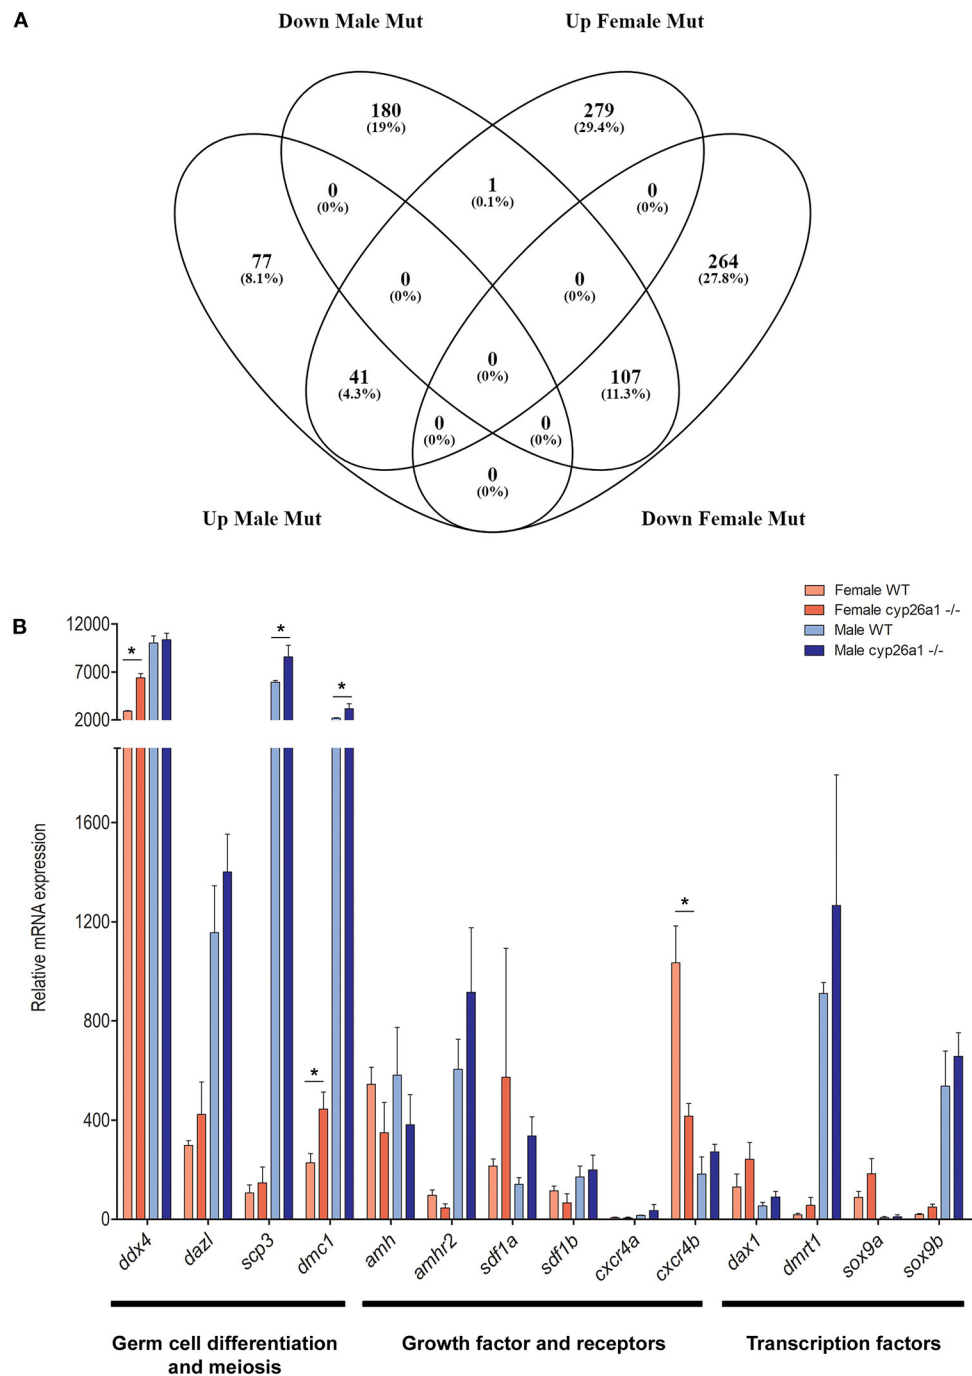 A
Down Male Mut
Up Female Mut
180
(19%)
279
(29.4%)
0
(0%)
1
(0.1%)
0
(0%)
77
(8.1%)
264
(27.8%)
0
(0%)
0
(0%)
0
(0%)
41
(4.3%)
107
(11.3%)
0
(0%)
0
(0%)
0
(0%)
Up Male Mut
Down Female Mut
B
Female WT
Female cyp26a1 -/-
Male WT
Male cyp26a1 -/-
Relative mRNA expression
12000
7000
2000
1600
1200
800
400
0
*
*
*
*
*
ddx4
dazl
scp3
dmc1
amh
amhr2
sdf1a
sdf1b
cxcr4a
cxcr4b
dax1
dmrt1
sox9a
sox9b
Germ cell differentiation
and meiosis
Growth factor and receptors
Transcription factors